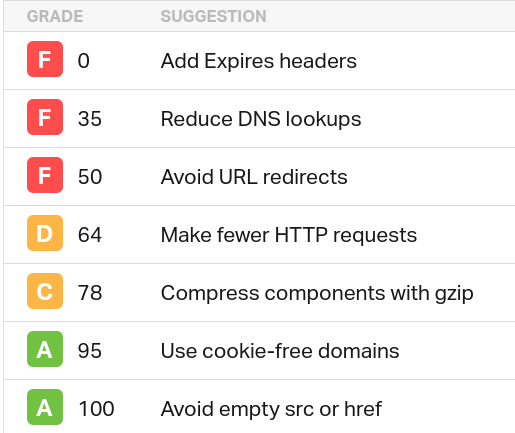 GRADE SUGGESTION
F 0 Add Expires headers
F 35 Reduce DNS lookups
F 50 Avoid URL redirects
D 64 Make fewer HTTP requests
C 78 Compress components with gzip
A 95 Use cookie-free domains
A 100 Avoid empty src or href